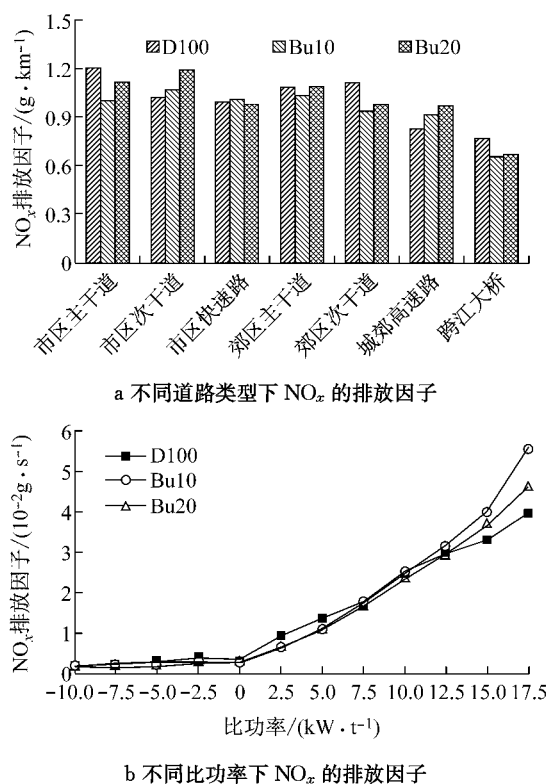 NOₓ排放因子/(g·km⁻¹)
1.5
1.2
0.9
0.6
0.3
0
D100 Bu10 Bu20
市区主干道 市区次干道 市区快速路 郊区主干道 郊区次干道 城郊高速路 跨江大桥
a 不同道路类型下 NOₓ 的排放因子
NOₓ排放因子/(10⁻²g·s⁻¹)
6
5
4
3
2
1
0
D100
Bu10
Bu20
-10.0 -7.5 -5.0 -2.5 0 2.5 5.0 7.5 10.0 12.5 15.0 17.5
比功率/(kW·t⁻¹)
b 不同比功率下 NOₓ 的排放因子